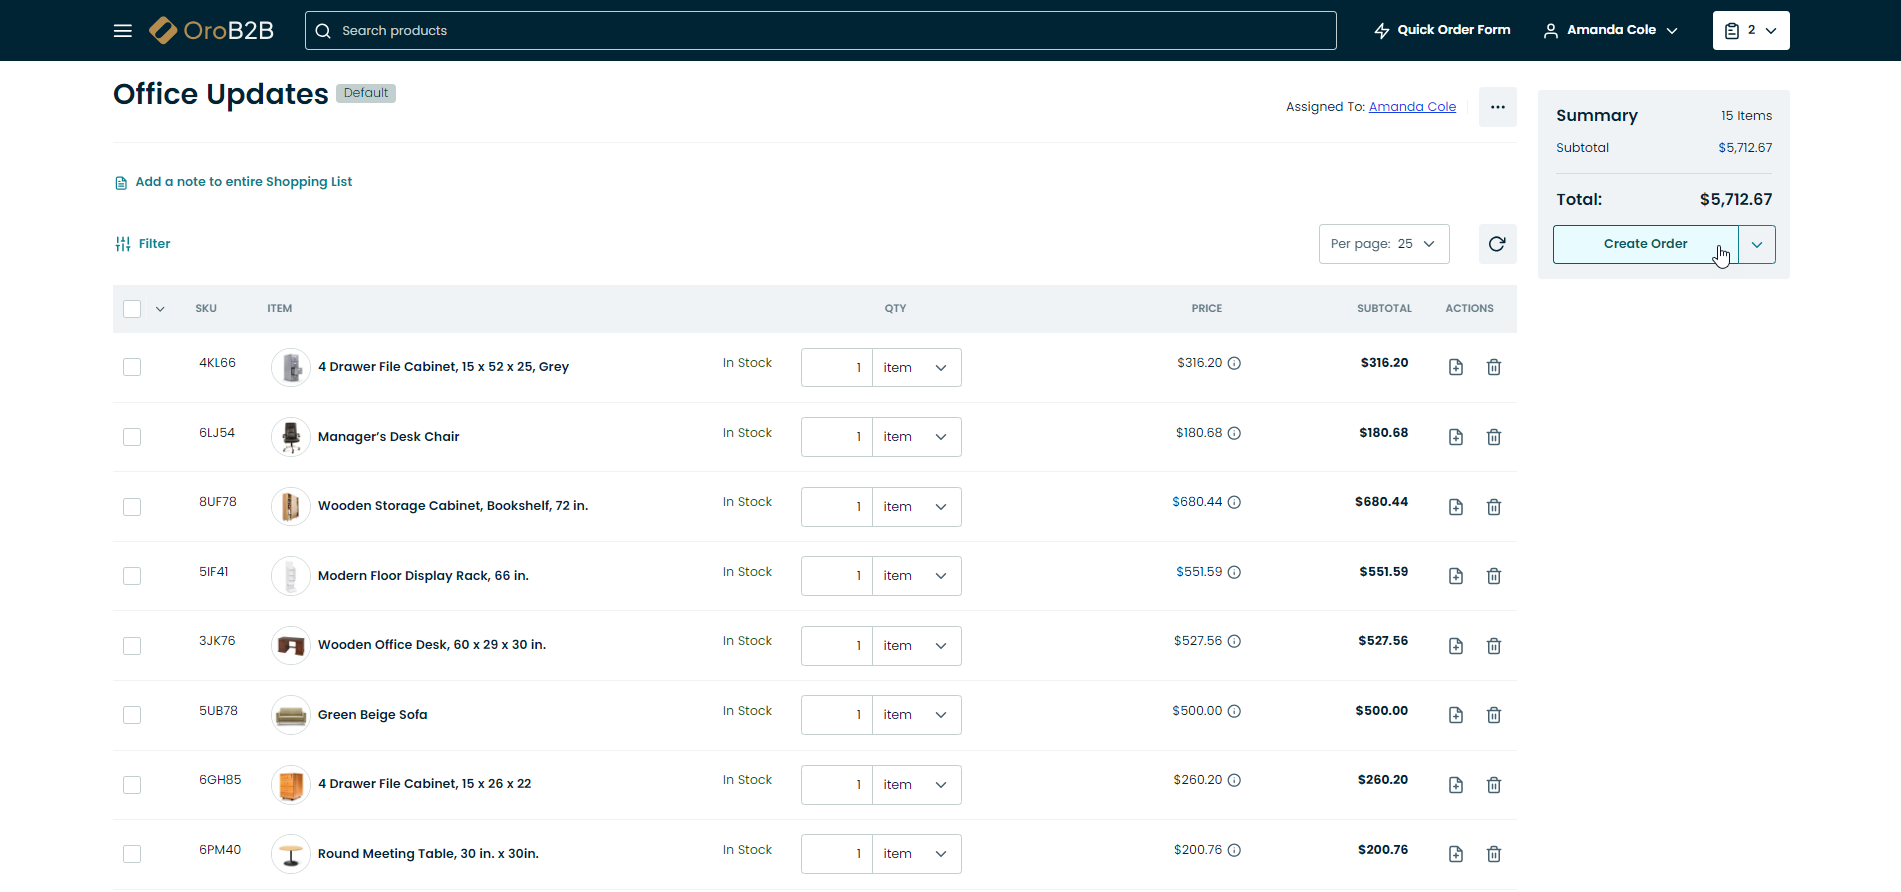 OroB2B
Search products
Quick Order Form
Amanda Cole
2
Office Updates
Default
Assigned To: Amanda Cole
...
Summary
15 Items
Subtotal
$5,712.67
Total:
$5,712.67
Create Order
Add a note to entire Shopping List
Filter
Per page: 25
SKU ITEM QTY PRICE SUBTOTAL ACTIONS
4KL66 4 Drawer File Cabinet, 15 x 52 x 25, Grey In Stock 1 item $316.20 $316.20
6LJ54 Manager’s Desk Chair In Stock 1 item $180.68 $180.68
8UF78 Wooden Storage Cabinet, Bookshelf, 72 in. In Stock 1 item $680.44 $680.44
5IF41 Modern Floor Display Rack, 66 in. In Stock 1 item $551.59 $551.59
3JK76 Wooden Office Desk, 60 x 29 x 30 in. In Stock 1 item $527.56 $527.56
5UB78 Green Beige Sofa In Stock 1 item $500.00 $500.00
6GH85 4 Drawer File Cabinet, 15 x 26 x 22 In Stock 1 item $260.20 $260.20
6PM40 Round Meeting Table, 30 in. x 30in. In Stock 1 item $200.76 $200.76